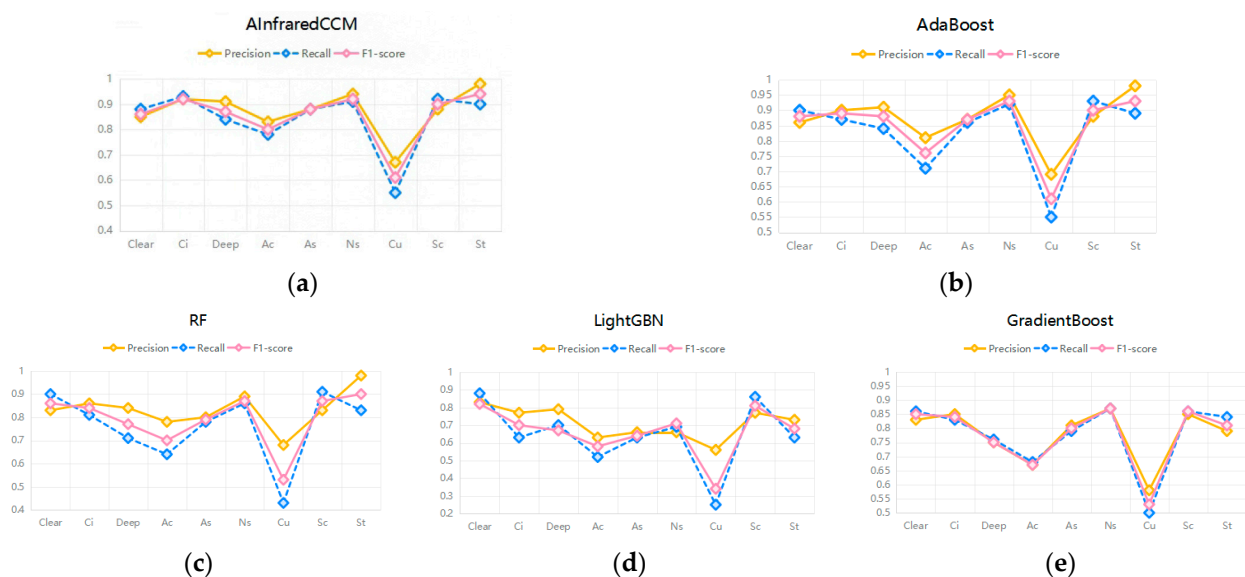 AInfraredCCM
Precision Recall F1-score
1
0.9
0.8
0.7
0.6
0.5
0.4
Clear Ci Deep Ac As Ns Cu Sc St
(a)
AdaBoost
Precision Recall F1-score
1
0.95
0.9
0.85
0.8
0.75
0.7
0.65
0.6
0.55
0.5
Clear Ci Deep Ac As Ns Cu Sc St
(b)
RF
Precision Recall F1-score
1
0.9
0.8
0.7
0.6
0.5
0.4
Clear Ci Deep Ac As Ns Cu Sc St
(c)
LightGBN
Precision Recall F1-score
1
0.9
0.8
0.7
0.6
0.5
0.4
0.3
0.2
Clear Ci Deep Ac As Ns Cu Sc St
(d)
GradientBoost
Precision Recall F1-score
1
0.95
0.9
0.85
0.8
0.75
0.7
0.65
0.6
0.55
0.5
Clear Ci Deep Ac As Ns Cu Sc St
(e)